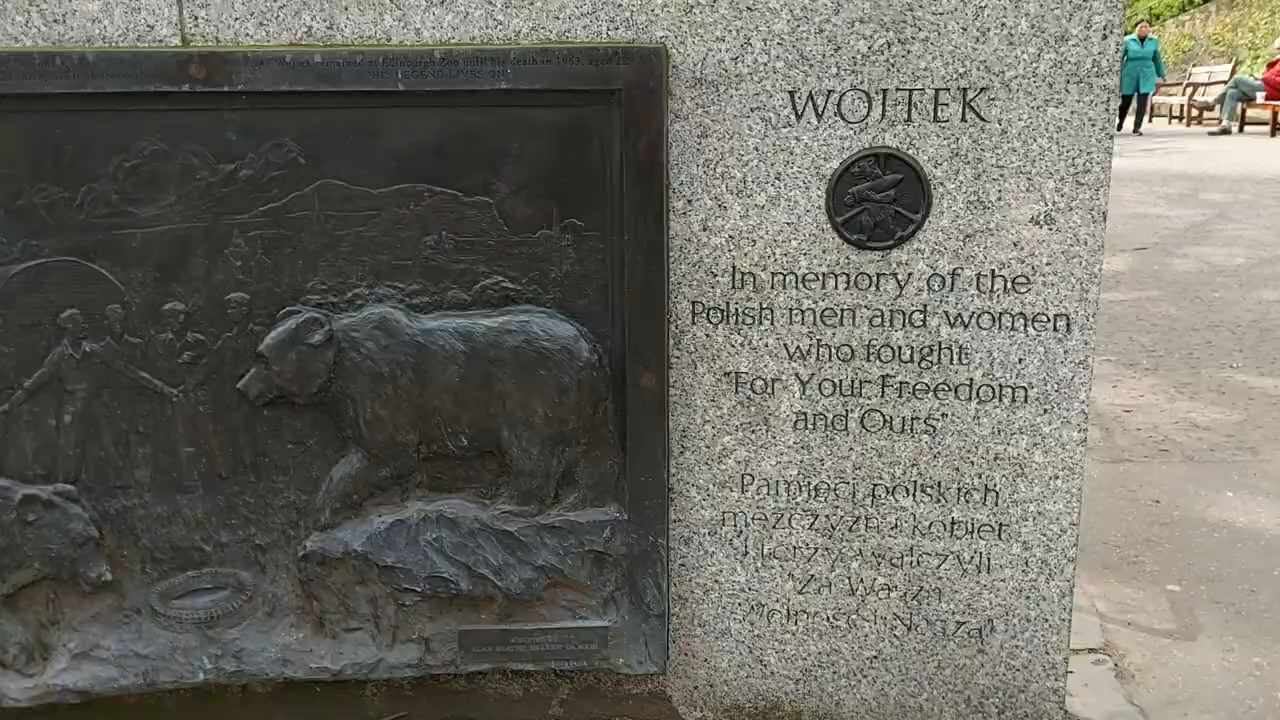 Wojtek remained at Edinburgh Zoo until his death in 1963, aged 22
"HE LEGEND LIVES ON"
WOJTEK
In memory of the
Polish men and women
who fought
"For Your Freedom
and Ours"
Pamięci polskich
mężczyzn i kobiet
którzy walczyli
"Za Waszą
Wolność i Naszą"